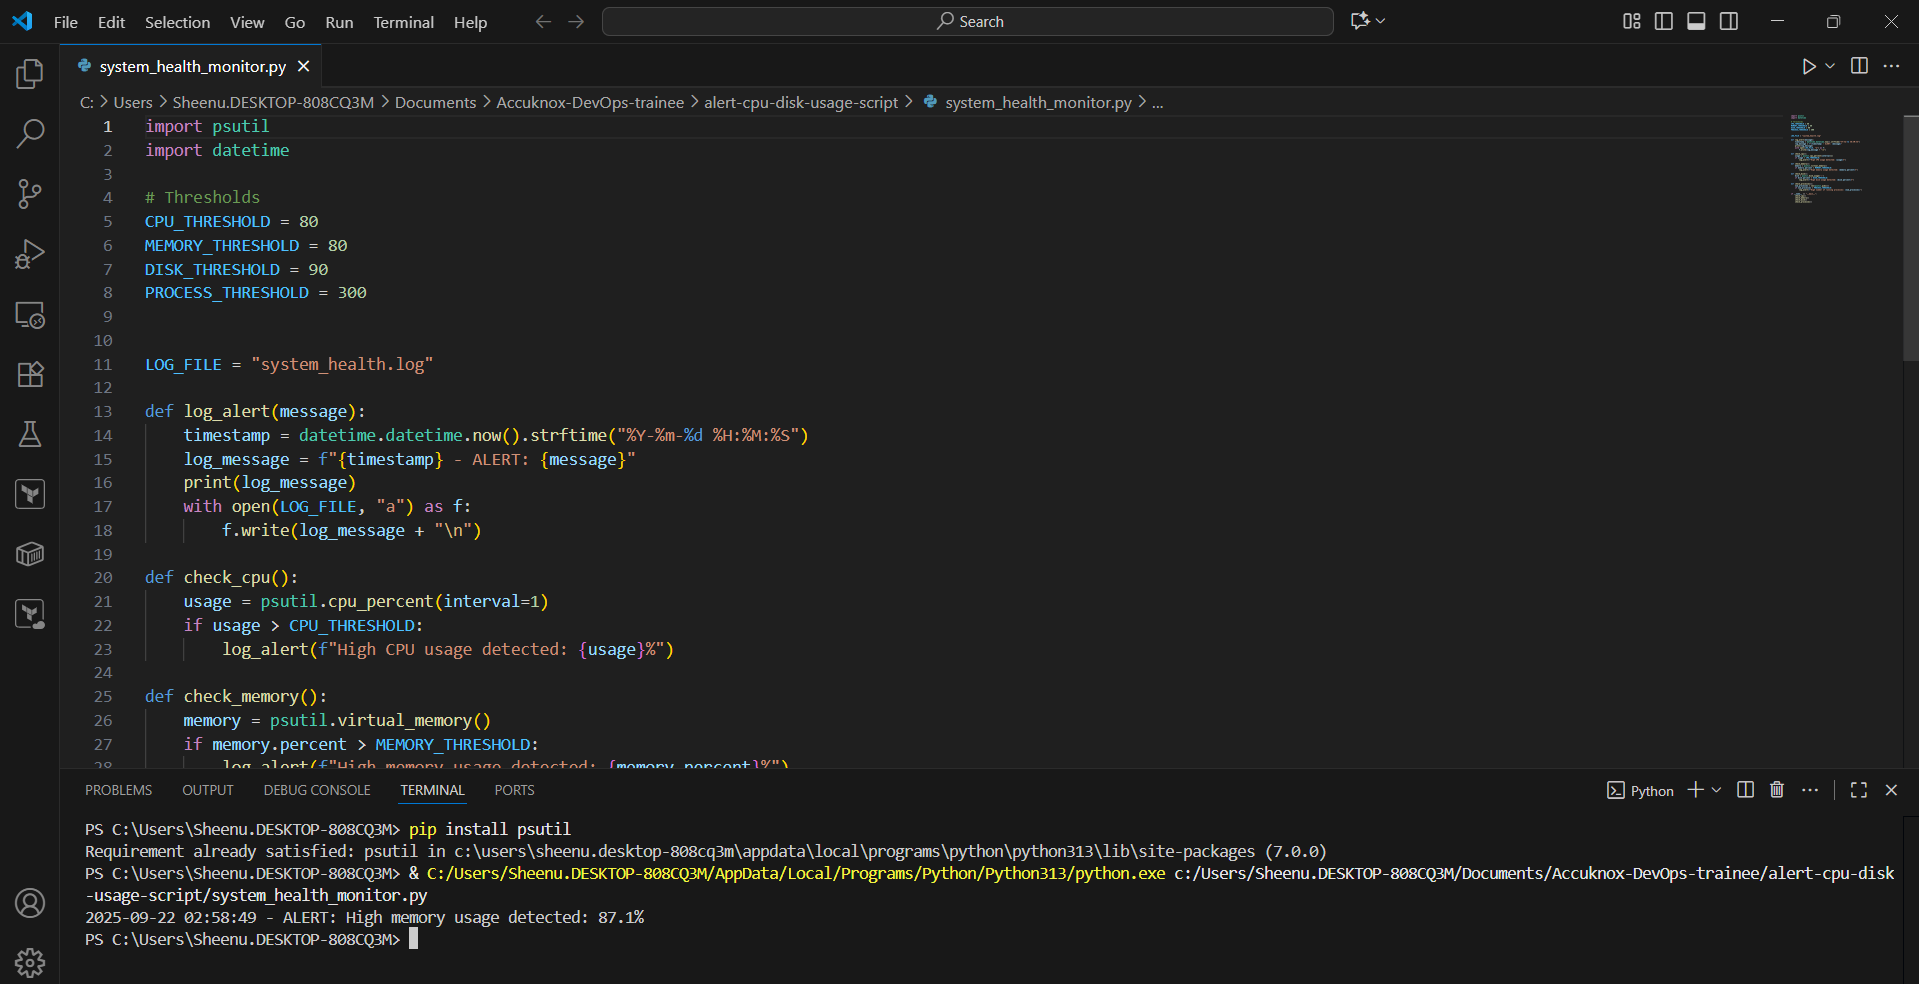 File Edit Selection View Go Run Terminal Help Search
system_health_monitor.py
C: > Users > Sheenu.DESKTOP-808CQ3M > Documents > Accuknox-DevOps-trainee > alert-cpu-disk-usage-script > system_health_monitor.py > ...
1 import psutil
2 import datetime
3
4 # Thresholds
5 CPU_THRESHOLD = 80
6 MEMORY_THRESHOLD = 80
7 DISK_THRESHOLD = 90
8 PROCESS_THRESHOLD = 300
9
10
11 LOG_FILE = "system_health.log"
12
13 def log_alert(message):
14     timestamp = datetime.datetime.now().strftime("%Y-%m-%d %H:%M:%S")
15     log_message = f"{timestamp} - ALERT: {message}"
16     print(log_message)
17     with open(LOG_FILE, "a") as f:
18         f.write(log_message + "\n")
19
20 def check_cpu():
21     usage = psutil.cpu_percent(interval=1)
22     if usage > CPU_THRESHOLD:
23         log_alert(f"High CPU usage detected: {usage}%")
24
25 def check_memory():
26     memory = psutil.virtual_memory()
27     if memory.percent > MEMORY_THRESHOLD:
28         log_alert(f"High memory usage detected: {memory.percent}%")
PROBLEMS OUTPUT DEBUG CONSOLE TERMINAL PORTS Python
PS C:\Users\Sheenu.DESKTOP-808CQ3M> pip install psutil
Requirement already satisfied: psutil in c:\users\sheenu.desktop-808cq3m\appdata\local\programs\python\python313\lib\site-packages (7.0.0)
PS C:\Users\Sheenu.DESKTOP-808CQ3M> & C:/Users/Sheenu.DESKTOP-808CQ3M/AppData/Local/Programs/Python/Python313/python.exe c:/Users/Sheenu.DESKTOP-808CQ3M/Documents/Accuknox-DevOps-trainee/alert-cpu-disk
-usage-script/system_health_monitor.py
2025-09-22 02:58:49 - ALERT: High memory usage detected: 87.1%
PS C:\Users\Sheenu.DESKTOP-808CQ3M>